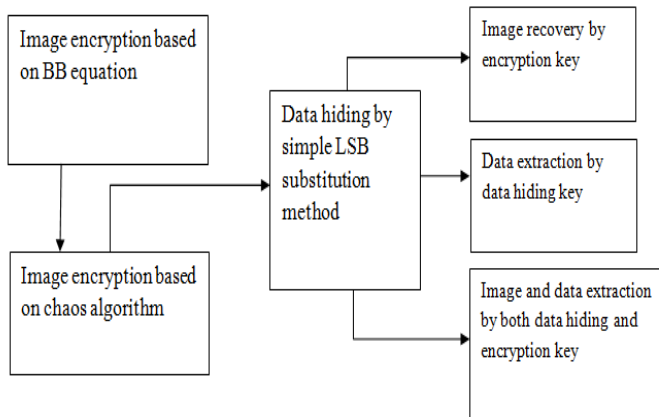 Image encryption based
on BB equation
Image encryption based
on chaos algorithm
Data hiding by
simple LSB
substitution
method
Image recovery by
encryption key
Data extraction by
data hiding key
Image and data extraction
by both data hiding and
encryption key